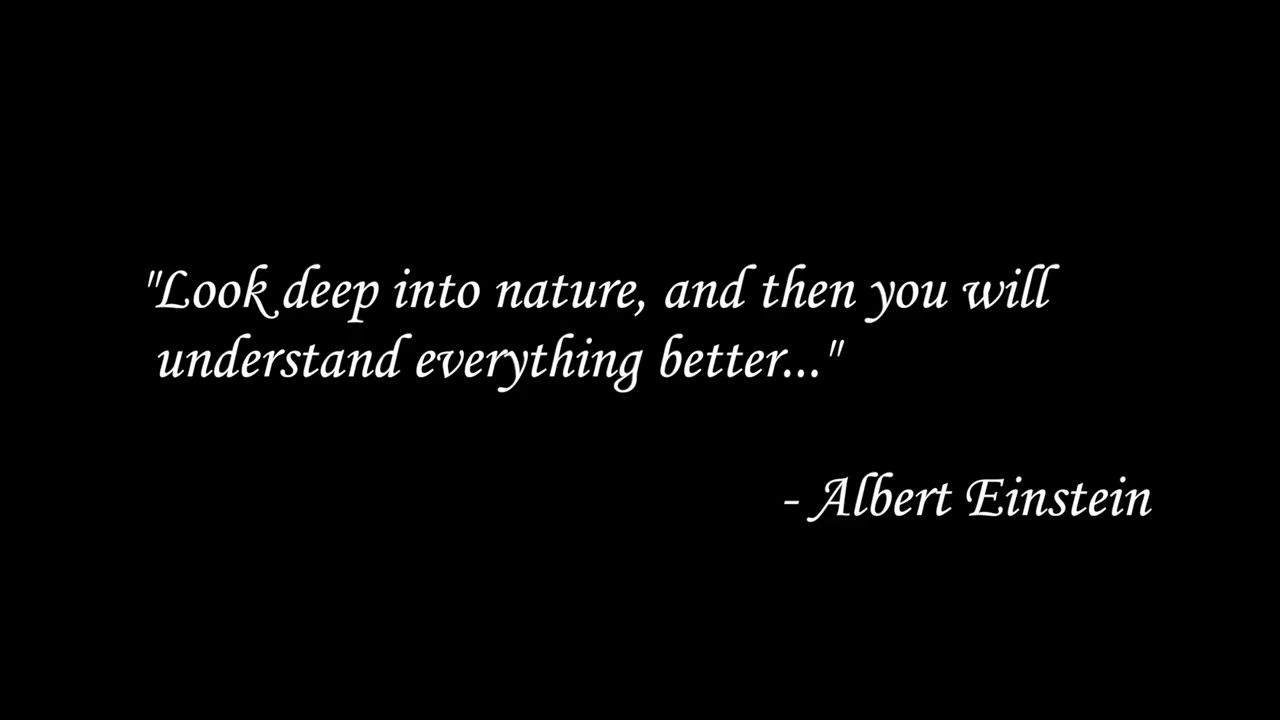 "Look deep into nature, and then you will
understand everything better..."
- Albert Einstein